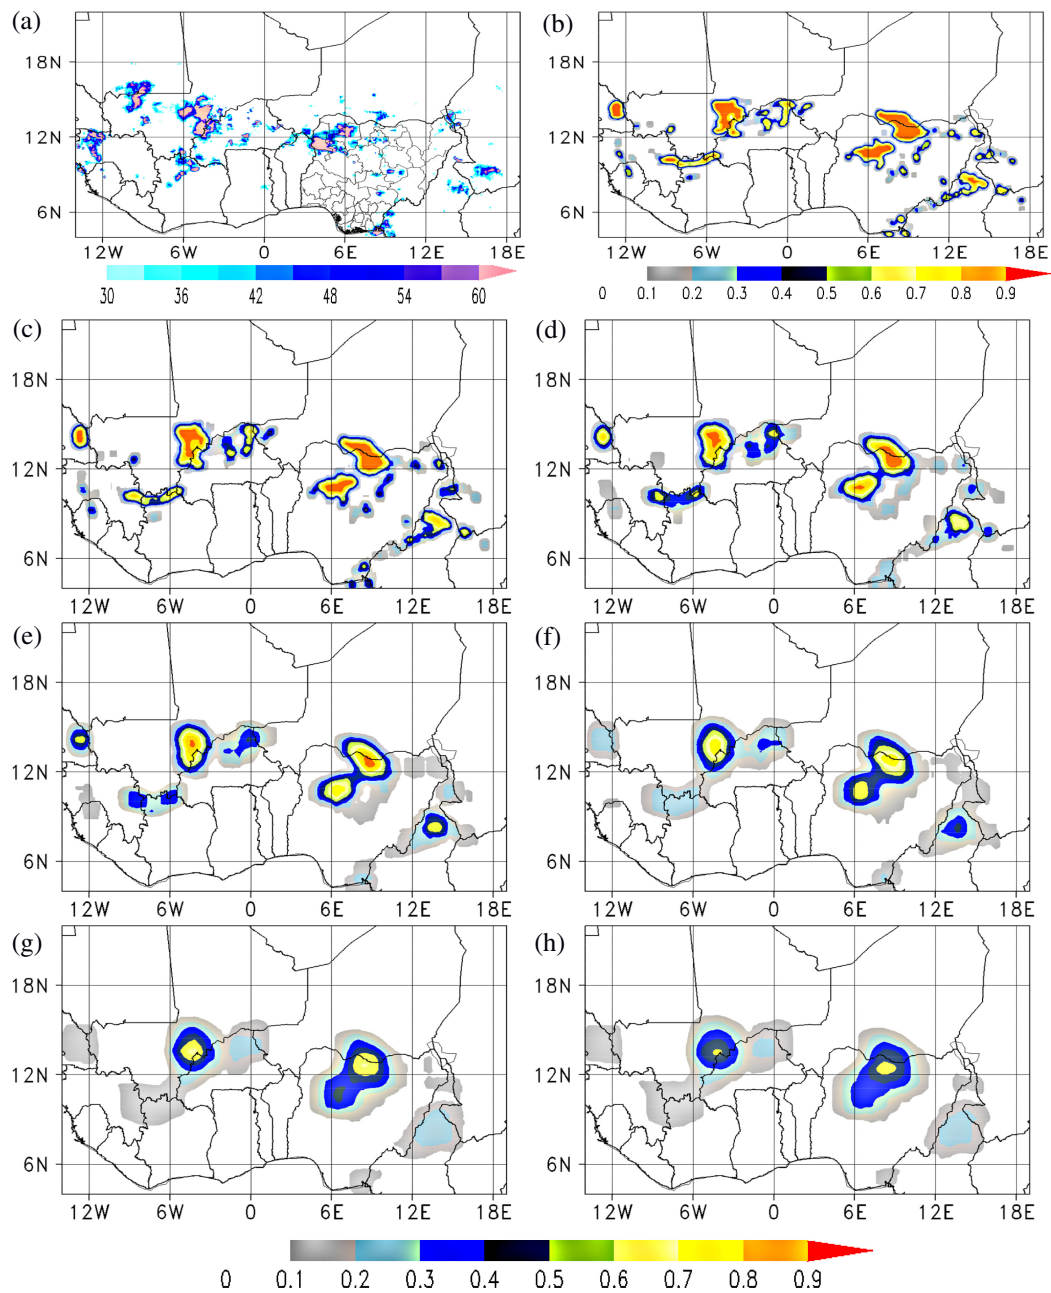 (a) (b)
18N 18N
12N 12N
6N 6N
12W 6W 0 6E 12E 18E 12W 6W 0 6E 12E 18E
30 36 42 48 54 60 0 0.1 0.2 0.3 0.4 0.5 0.6 0.7 0.8 0.9
(c) (d)
18N 18N
12N 12N
6N 6N
12W 6W 0 6E 12E 18E 12W 6W 0 6E 12E 18E
(e) (f)
18N 18N
12N 12N
6N 6N
12W 6W 0 6E 12E 18E 12W 6W 0 6E 12E 18E
(g) (h)
18N 18N
12N 12N
6N 6N
12W 6W 0 6E 12E 18E 12W 6W 0 6E 12E 18E
0 0.1 0.2 0.3 0.4 0.5 0.6 0.7 0.8 0.9